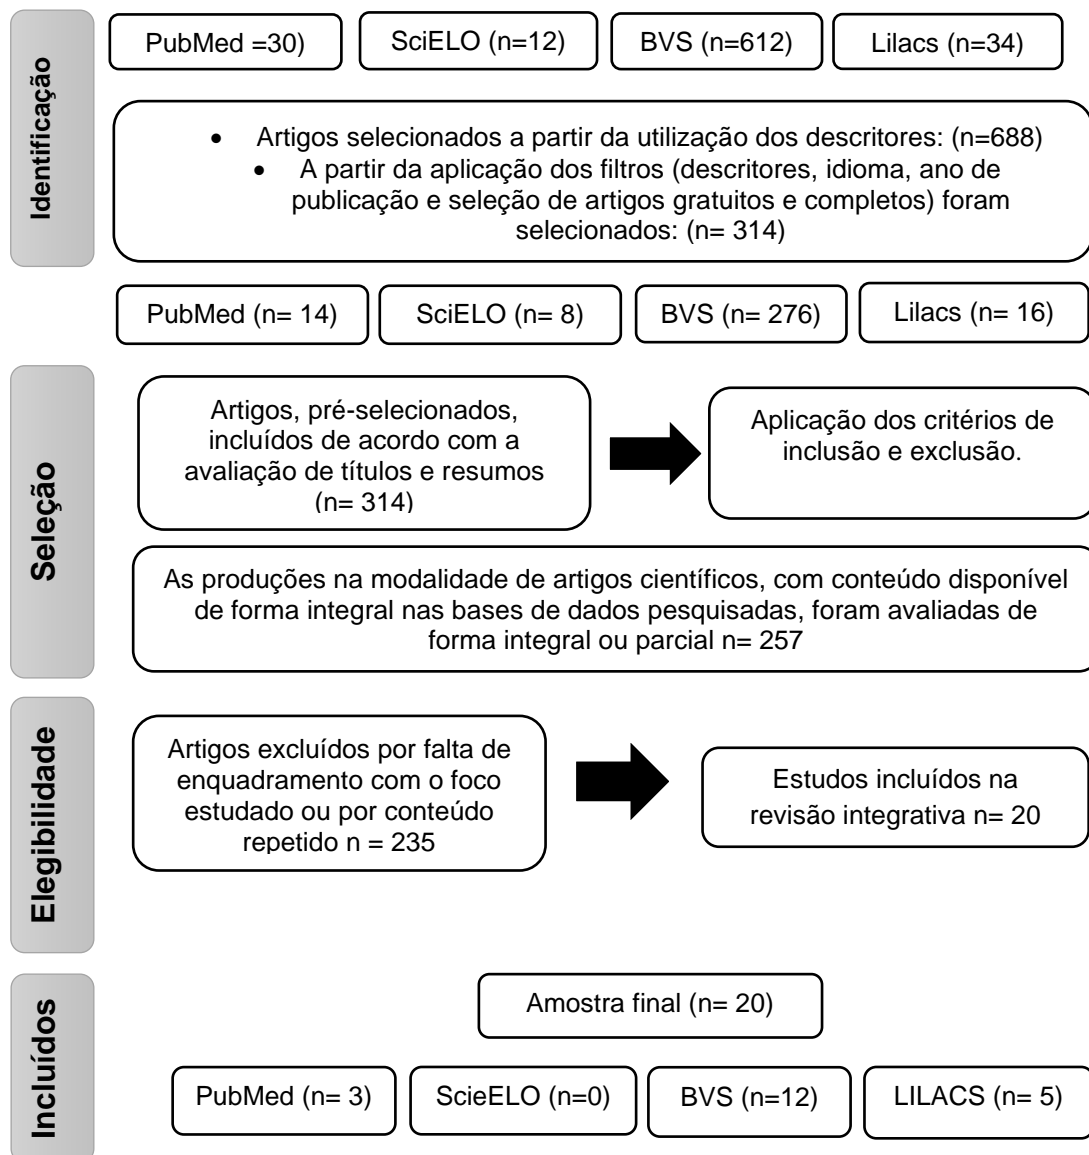 Identificação
PubMed =30)
SciELO (n=12)
BVS (n=612)
Lilacs (n=34)
• Artigos selecionados a partir da utilização dos descritores: (n=688)
• A partir da aplicação dos filtros (descritores, idioma, ano de
publicação e seleção de artigos gratuitos e completos) foram
selecionados: (n= 314)
PubMed (n= 14)
SciELO (n= 8)
BVS (n= 276)
Lilacs (n= 16)
Seleção
Artigos, pré-selecionados,
incluídos de acordo com a
avaliação de títulos e resumos
(n= 314)
Aplicação dos critérios de
inclusão e exclusão.
As produções na modalidade de artigos científicos, com conteúdo disponível
de forma integral nas bases de dados pesquisadas, foram avaliadas de
forma integral ou parcial n= 257
Elegibilidade
Artigos excluídos por falta de
enquadramento com o foco
estudado ou por conteúdo
repetido n = 235
Estudos incluídos na
revisão integrativa n= 20
Incluídos
Amostra final (n= 20)
PubMed (n= 3)
ScieELO (n=0)
BVS (n=12)
LILACS (n= 5)